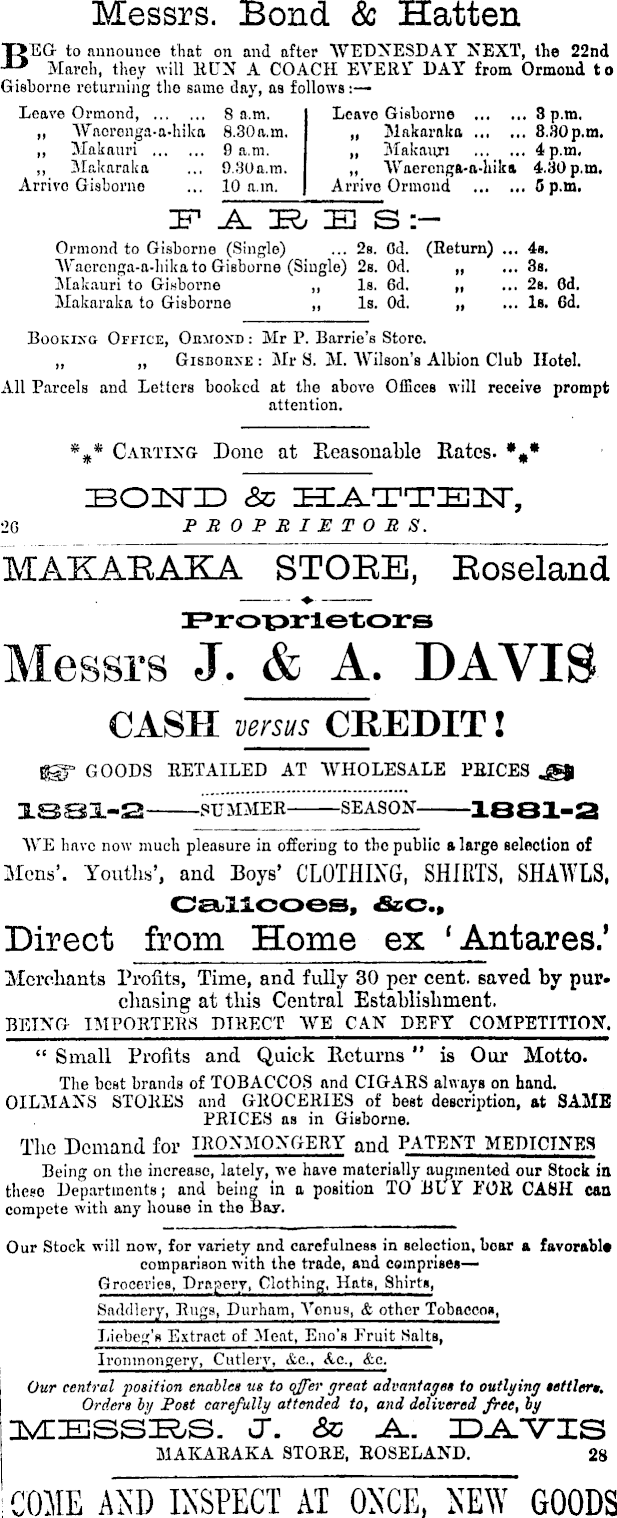 Messrs. Bond & Hatten
BEG to announce that on and after WEDNESDAY NEXT, the 22nd
March, they will RUN A COACH EVERY DAY from Ormond to
Gisborne returning the same day, as follows:—
Leave Ormond, ... ... 8 a.m.
„ Waerenga-a-hika 8.30 a.m.
„ Makauri ... ... 9 a.m.
„ Makaraka ... 9.30 a.m.
Arrive Gisborne ... 10 a.m.
Leave Gisborne ... ... 3 p.m.
„ Makaraka ... ... 3.30 p.m.
„ Makauri ... ... 4 p.m.
„ Waerenga-a-hika 4.30 p.m.
Arrive Ormond ... ... 5 p.m.
FARES:—
Ormond to Gisborne (Single) ... 2s. 6d. (Return) ... 4s.
Waerenga-a-hika to Gisborne (Single) 2s. 0d. „ ... 3s.
Makauri to Gisborne „ 1s. 6d. „ ... 2s. 6d.
Makaraka to Gisborne „ 1s. 0d. „ ... 1s. 6d.
BOOKING OFFICE, ORMOND: Mr P. Barrie's Store.
„ „ GISBORNE: Mr S. M. Wilson's Albion Club Hotel.
All Parcels and Letters booked at the above Offices will receive prompt
attention.
*** CARTING Done at Reasonable Rates. ***
BOND & HATTEN,
26 PROPRIETORS.
MAKARAKA STORE, Roseland
Proprietors
Messrs J. & A. DAVIS
CASH versus CREDIT!
GOODS RETAILED AT WHOLESALE PRICES
1881-2——SUMMER——SEASON——1881-2
WE have now much pleasure in offering to the public a large selection of
Mens'. Youths', and Boys' CLOTHING, SHIRTS, SHAWLS,
Calicoes, &c.,
Direct from Home ex 'Antares.'
Merchants Profits, Time, and fully 30 per cent. saved by pur-
chasing at this Central Establishment.
BEING IMPORTERS DIRECT WE CAN DEFY COMPETITION.
"Small Profits and Quick Returns" is Our Motto.
The best brands of TOBACCOS and CIGARS always on hand.
OILMANS STORES and GROCERIES of best description, at SAME
PRICES as in Gisborne.
The Demand for IRONMONGERY and PATENT MEDICINES
Being on the increase, lately, we have materially augmented our Stock in
these Departments; and being in a position TO BUY FOR CASH can
compete with any house in the Bay.
Our Stock will now, for variety and carefulness in selection, bear a favorable
comparison with the trade, and comprises—
Groceries, Drapery, Clothing, Hats, Shirts,
Saddlery, Rugs, Durham, Venus, & other Tobaccos,
Liebeg's Extract of Meat, Eno's Fruit Salts,
Ironmongery, Cutlery, &c., &c., &c.
Our central position enables us to offer great advantages to outlying settlers.
Orders by Post carefully attended to, and delivered free, by
MESSRS. J. & A. DAVIS
MAKARAKA STORE, ROSELAND. 28
COME AND INSPECT AT ONCE, NEW GOODS